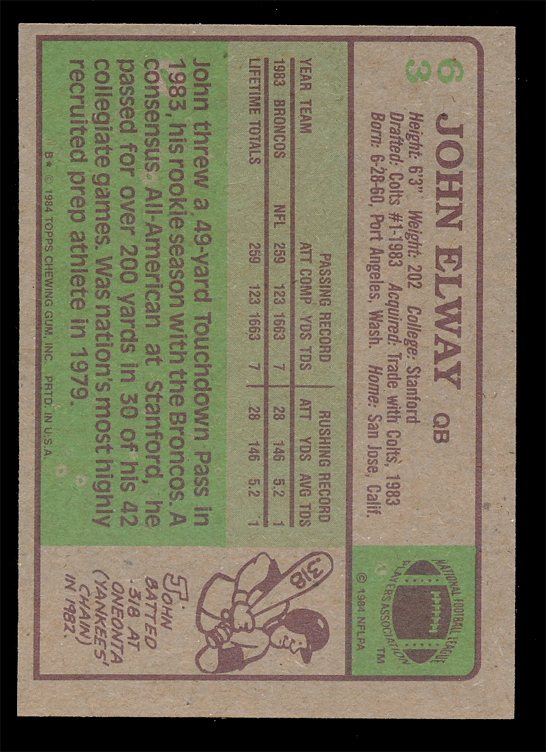 63
JOHN ELWAY QB
Height: 6'3" Weight: 202 College: Stanford
Drafted: Colts #1-1983 Acquired: Trade with Colts, 1983
Born: 6-28-60, Port Angeles, Wash. Home: San Jose, Calif.
NATIONAL FOOTBALL LEAGUE
PLAYERS ASSOCIATION
TM
© 1984 NFLPA
PASSING RECORD RUSHING RECORD
YEAR TEAM ATT COMP YDS TDS ATT YDS AVG TDS
1983 BRONCOS NFL 259 123 1663 7 28 146 5.2 1
LIFETIME TOTALS 259 123 1663 7 28 146 5.2 1
John threw a 49-yard Touchdown Pass in
1983, his rookie season with the Broncos. A
consensus All-American at Stanford, he
passed for over 200 yards in 30 of his 42
collegiate games. Was nation's most highly
recruited prep athlete in 1979.
B* © 1984 TOPPS CHEWING GUM, INC. PRTD. IN U.S.A.
318
JOHN
BATTED
.318 AT
ONEONTA
(YANKEES'
CHAIN)
IN 1982.